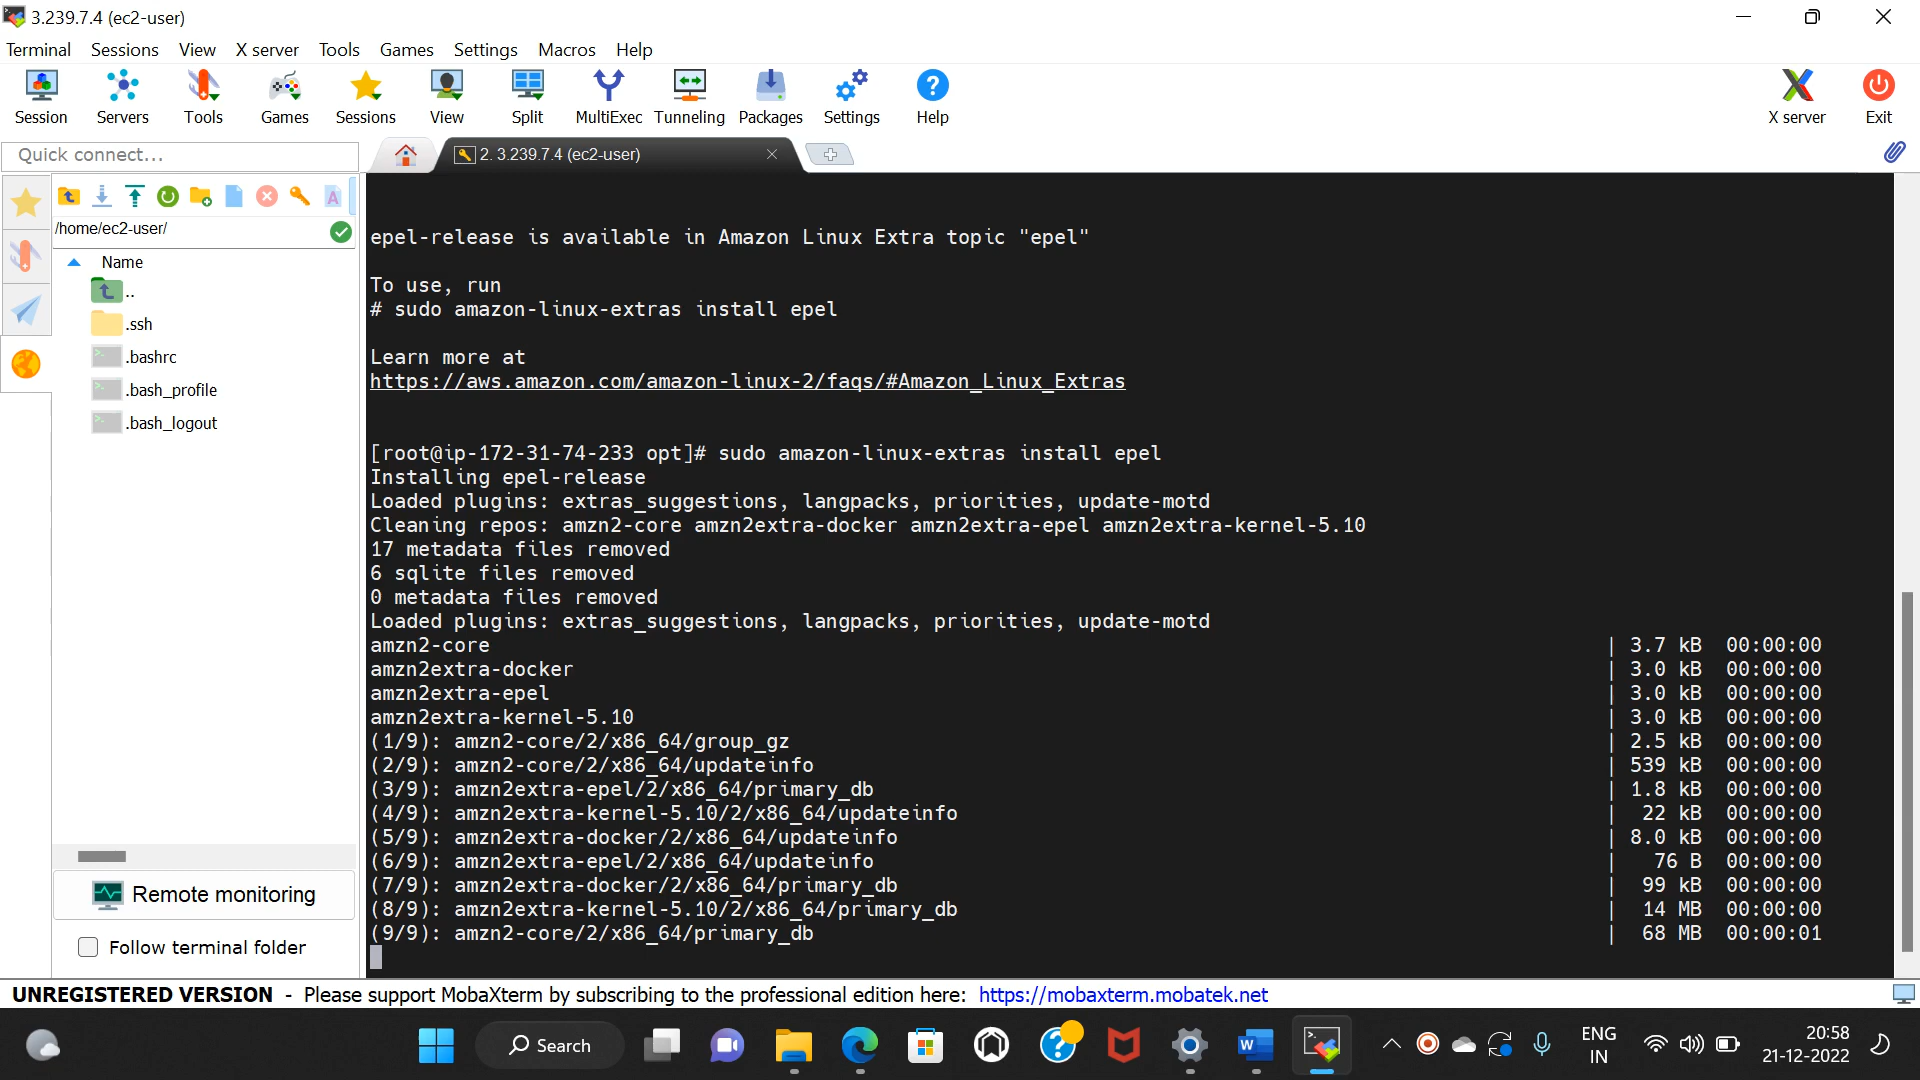 3.239.7.4 (ec2-user)
Terminal Sessions View X server Tools Games Settings Macros Help
Session Servers Tools Games Sessions View Split MultiExec Tunneling Packages Settings Help X server Exit
Quick connect...
2. 3.239.7.4 (ec2-user)
/home/ec2-user/
Name
..
.ssh
.bashrc
.bash_profile
.bash_logout
Remote monitoring
Follow terminal folder
epel-release is available in Amazon Linux Extra topic "epel"
To use, run
# sudo amazon-linux-extras install epel
Learn more at
https://aws.amazon.com/amazon-linux-2/faqs/#Amazon_Linux_Extras
[root@ip-172-31-74-233 opt]# sudo amazon-linux-extras install epel
Installing epel-release
Loaded plugins: extras_suggestions, langpacks, priorities, update-motd
Cleaning repos: amzn2-core amzn2extra-docker amzn2extra-epel amzn2extra-kernel-5.10
17 metadata files removed
6 sqlite files removed
0 metadata files removed
Loaded plugins: extras_suggestions, langpacks, priorities, update-motd
amzn2-core | 3.7 kB 00:00:00
amzn2extra-docker | 3.0 kB 00:00:00
amzn2extra-epel | 3.0 kB 00:00:00
amzn2extra-kernel-5.10 | 3.0 kB 00:00:00
(1/9): amzn2-core/2/x86_64/group_gz | 2.5 kB 00:00:00
(2/9): amzn2-core/2/x86_64/updateinfo | 539 kB 00:00:00
(3/9): amzn2extra-epel/2/x86_64/primary_db | 1.8 kB 00:00:00
(4/9): amzn2extra-kernel-5.10/2/x86_64/updateinfo | 22 kB 00:00:00
(5/9): amzn2extra-docker/2/x86_64/updateinfo | 8.0 kB 00:00:00
(6/9): amzn2extra-epel/2/x86_64/updateinfo | 76 B 00:00:00
(7/9): amzn2extra-docker/2/x86_64/primary_db | 99 kB 00:00:00
(8/9): amzn2extra-kernel-5.10/2/x86_64/primary_db | 14 MB 00:00:00
(9/9): amzn2-core/2/x86_64/primary_db | 68 MB 00:00:01
UNREGISTERED VERSION - Please support MobaXterm by subscribing to the professional edition here: https://mobaxterm.mobatek.net
Search
ENG
IN
20:58
21-12-2022